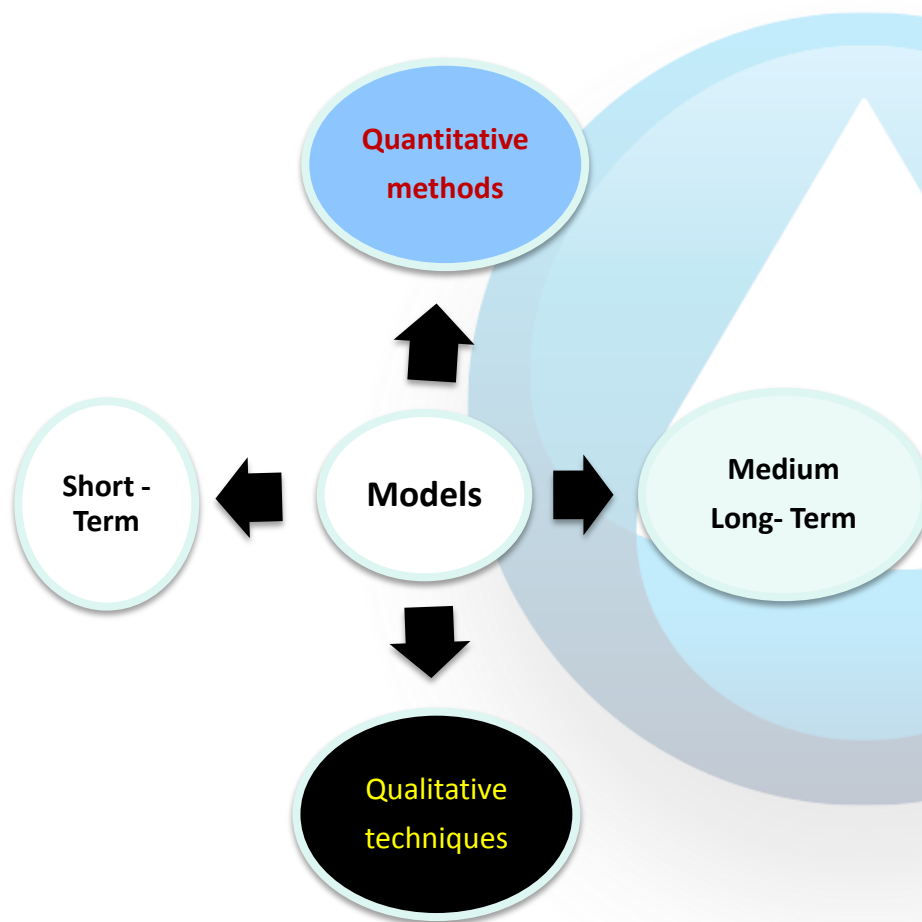 Quantitative
methods
Short -
Term
Models
Medium
Long- Term
Qualitative
techniques